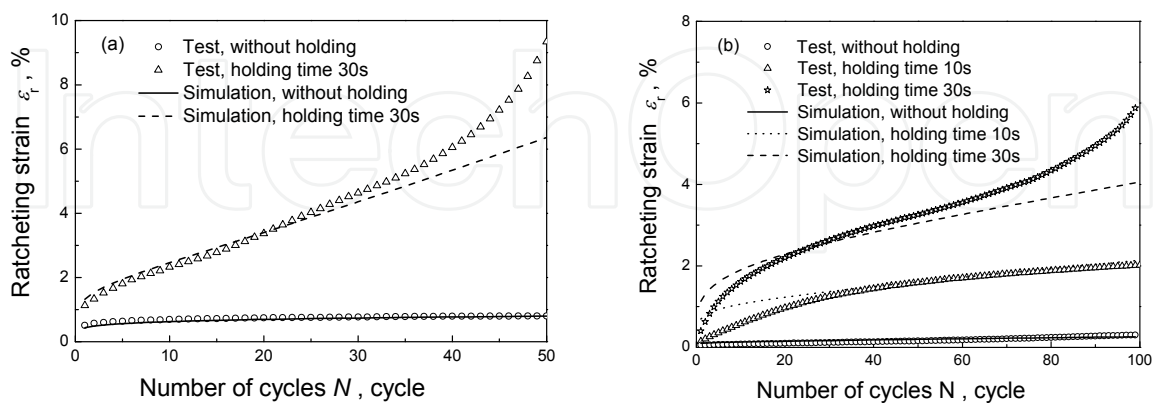 (a)
Test, without holding
Test, holding time 30s
Simulation, without holding
Simulation, holding time 30s
Ratcheting strain εr , %
10
8
6
4
2
0
0 10 20 30 40 50
Number of cycles N , cycle
(b)
Test, without holding
Test, holding time 10s
Test, holding time 30s
Simulation, without holding
Simulation, holding time 10s
Simulation, holding time 30s
Ratcheting strain εr , %
8
6
4
2
0
0 20 40 60 80 100
Number of cycles N , cycle
IntechOpen